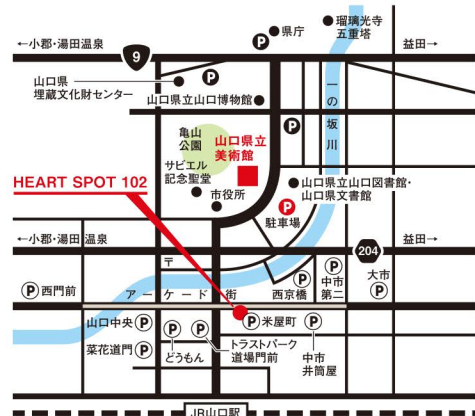 県庁
瑠璃光寺
五重塔
←小郡・湯田温泉
益田→
9
P
山口県
埋蔵文化財センター
P
山口県立山口博物館
一の坂川
亀山
公園
山口県立
美術館
P
サビエル
記念聖堂
HEART SPOT 102
市役所
山口県立山口図書館・
山口県文書館
P
駐車場
←小郡・湯田温泉
204
益田→
〒
P
西門前
アーケード街
P
西京橋
P
中市
第二
大市
P
山口中央P
P米屋町
P
中市
井筒屋
菜花道門P
P
どうもん
P
トラストパーク
道場門前
JR山口駅